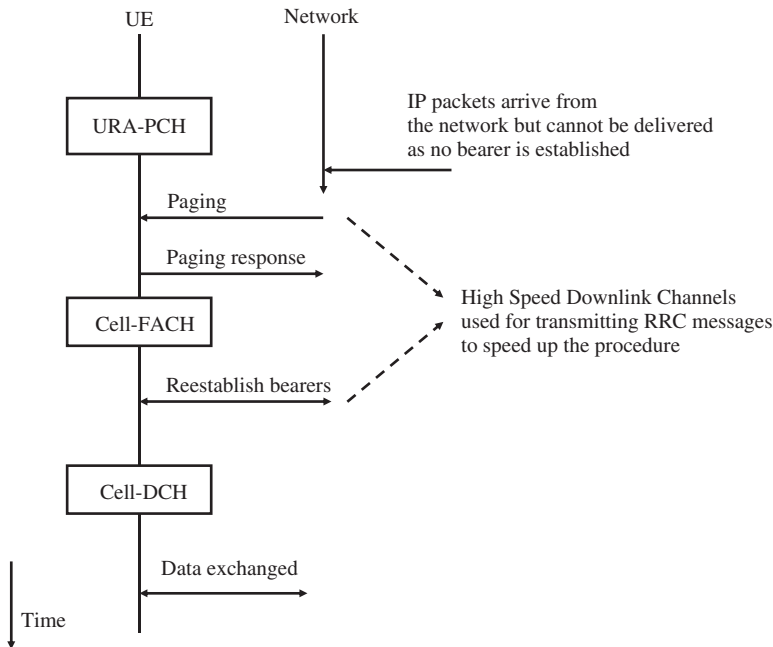 UE
Network
URA-PCH
IP packets arrive from
the network but cannot be delivered
as no bearer is established
Paging
Paging response
High Speed Downlink Channels
used for transmitting RRC messages
to speed up the procedure
Cell-FACH
Reestablish bearers
Cell-DCH
Data exchanged
Time